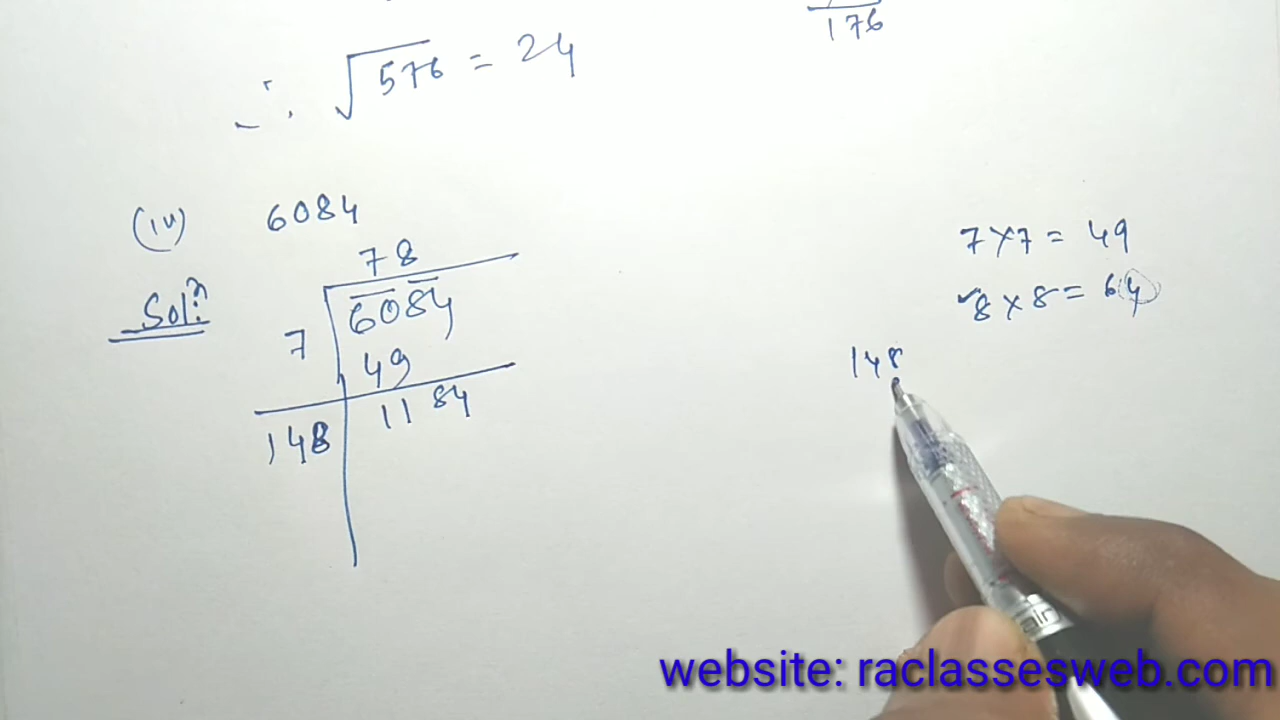 176
∴ √576 = 24
(iv) 6084
78
Solⁿ
7 6084
49
148 1184
7 × 7 = 49
8 × 8 = 64
148
website: raclassesweb.com